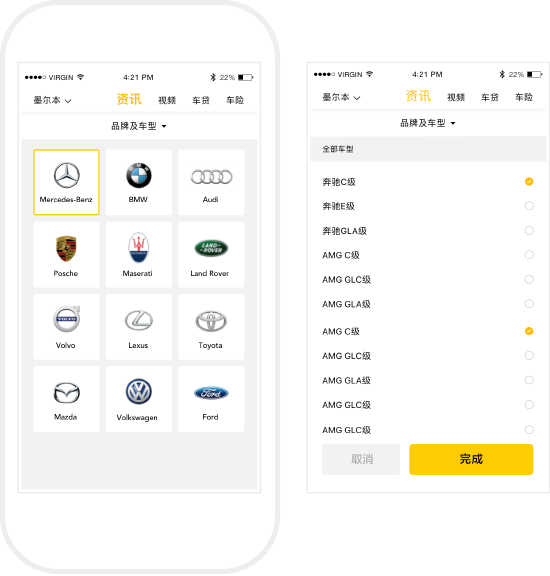 VIRGIN 4:21 PM 22%
墨尔本 资讯 视频 车贷 车险
品牌及车型
Mercedes-Benz BMW Audi
Posche Maserati LAND-ROVER Land Rover
VOLVO Volvo Lexus Toyota
Mazda Volkswagen Ford Ford
VIRGIN 4:21 PM 22%
墨尔本 资讯 视频 车贷 车险
品牌及车型
全部车型
奔驰C级
奔驰E级
奔驰GLA级
AMG C级
AMG GLC级
AMG GLA级
AMG C级
AMG GLC级
AMG GLA级
AMG GLC级
AMG GLC级
取消 完成